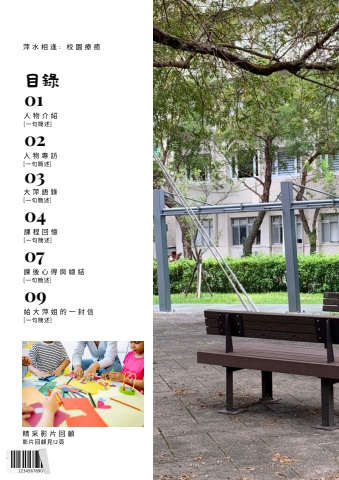 萍水相逢：校園療癒
目錄
01
人物介紹
[一句簡述]
02
人物專訪
[一句簡述]
03
大萍語錄
[一句簡述]
04
課程回憶
[一句簡述]
07
課後心得與總結
[一句簡述]
09
給大萍姐的一封信
[一句簡述]
精采影片回顧
影片回顧見12頁
1234567890